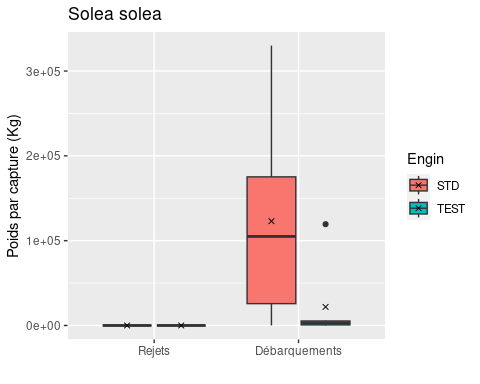 Solea solea
Poids par capture (Kg)
3e+05
2e+05
1e+05
0e+00
Rejets
Débarquements
Engin
STD
TEST